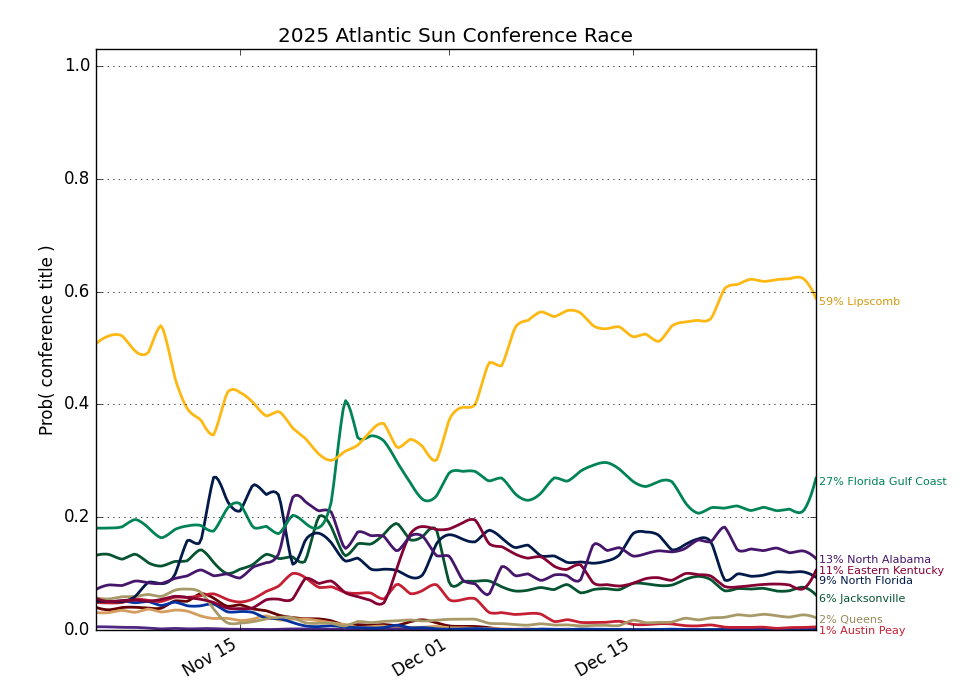 2025 Atlantic Sun Conference Race
Prob( conference title )
1.0
0.8
0.6
0.4
0.2
0.0
Nov 15
Dec 01
Dec 15
59% Lipscomb
27% Florida Gulf Coast
13% North Alabama
11% Eastern Kentucky
9% North Florida
6% Jacksonville
2% Queens
1% Austin Peay